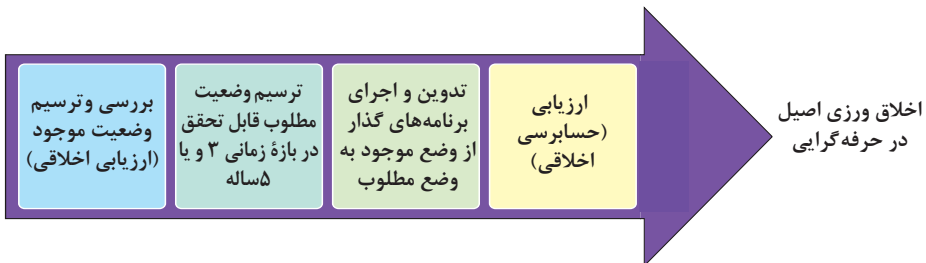 بررسی وترسیم
وضعیت موجود
(ارزیابی اخلاقی)
ترسیم وضعیت
مطلوب قابل تحقق
در بازهٔ زمانی ۳ و یا
۵ساله
تدوین و اجرای
برنامه‌های گذار
از وضع موجود به
وضع مطلوب
ارزیابی
(حسابرسی
اخلاقی)
اخلاق ورزی اصیل
در حرفه‌گرایی